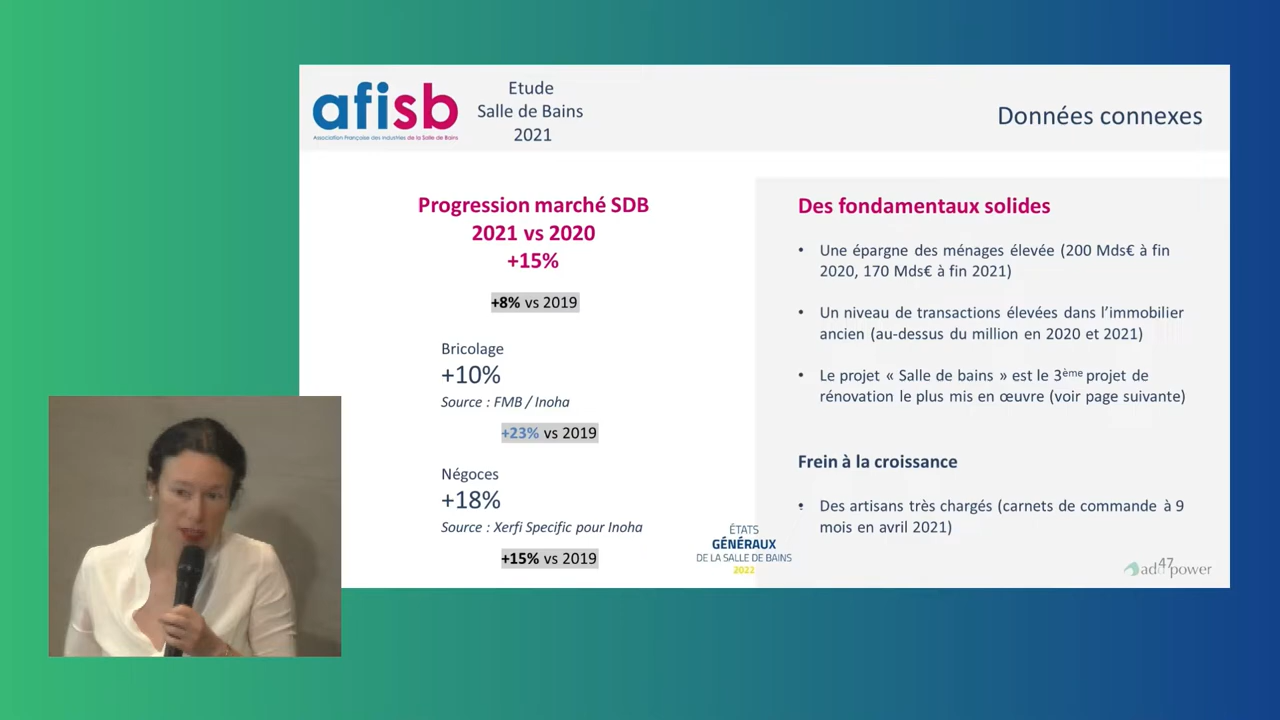 afisb
Association Française des Industries de la Salle de Bains
Etude
Salle de Bains
2021
Données connexes
Progression marché SDB
2021 vs 2020
+15%
+8% vs 2019
Bricolage
+10%
Source : FMB / Inoha
+23% vs 2019
Négoces
+18%
Source : Xerfi Specific pour Inoha
+15% vs 2019
Des fondamentaux solides
• Une épargne des ménages élevée (200 Mds€ à fin
2020, 170 Mds€ à fin 2021)
• Un niveau de transactions élevées dans l’immobilier
ancien (au-dessus du million en 2020 et 2021)
• Le projet « Salle de bains » est le 3ème projet de
rénovation le plus mis en œuvre (voir page suivante)
Frein à la croissance
• Des artisans très chargés (carnets de commande à 9
mois en avril 2021)
ÉTATS
GÉNÉRAUX
DE LA SALLE DE BAINS
2022
47